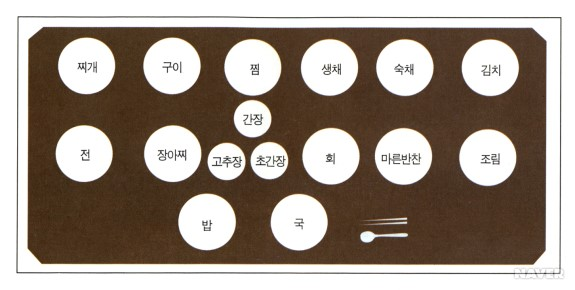 찌개
구이
찜
생채
숙채
김치
간장
전
장아찌
고추장
초간장
회
마른반찬
조림
밥
국
NAVER